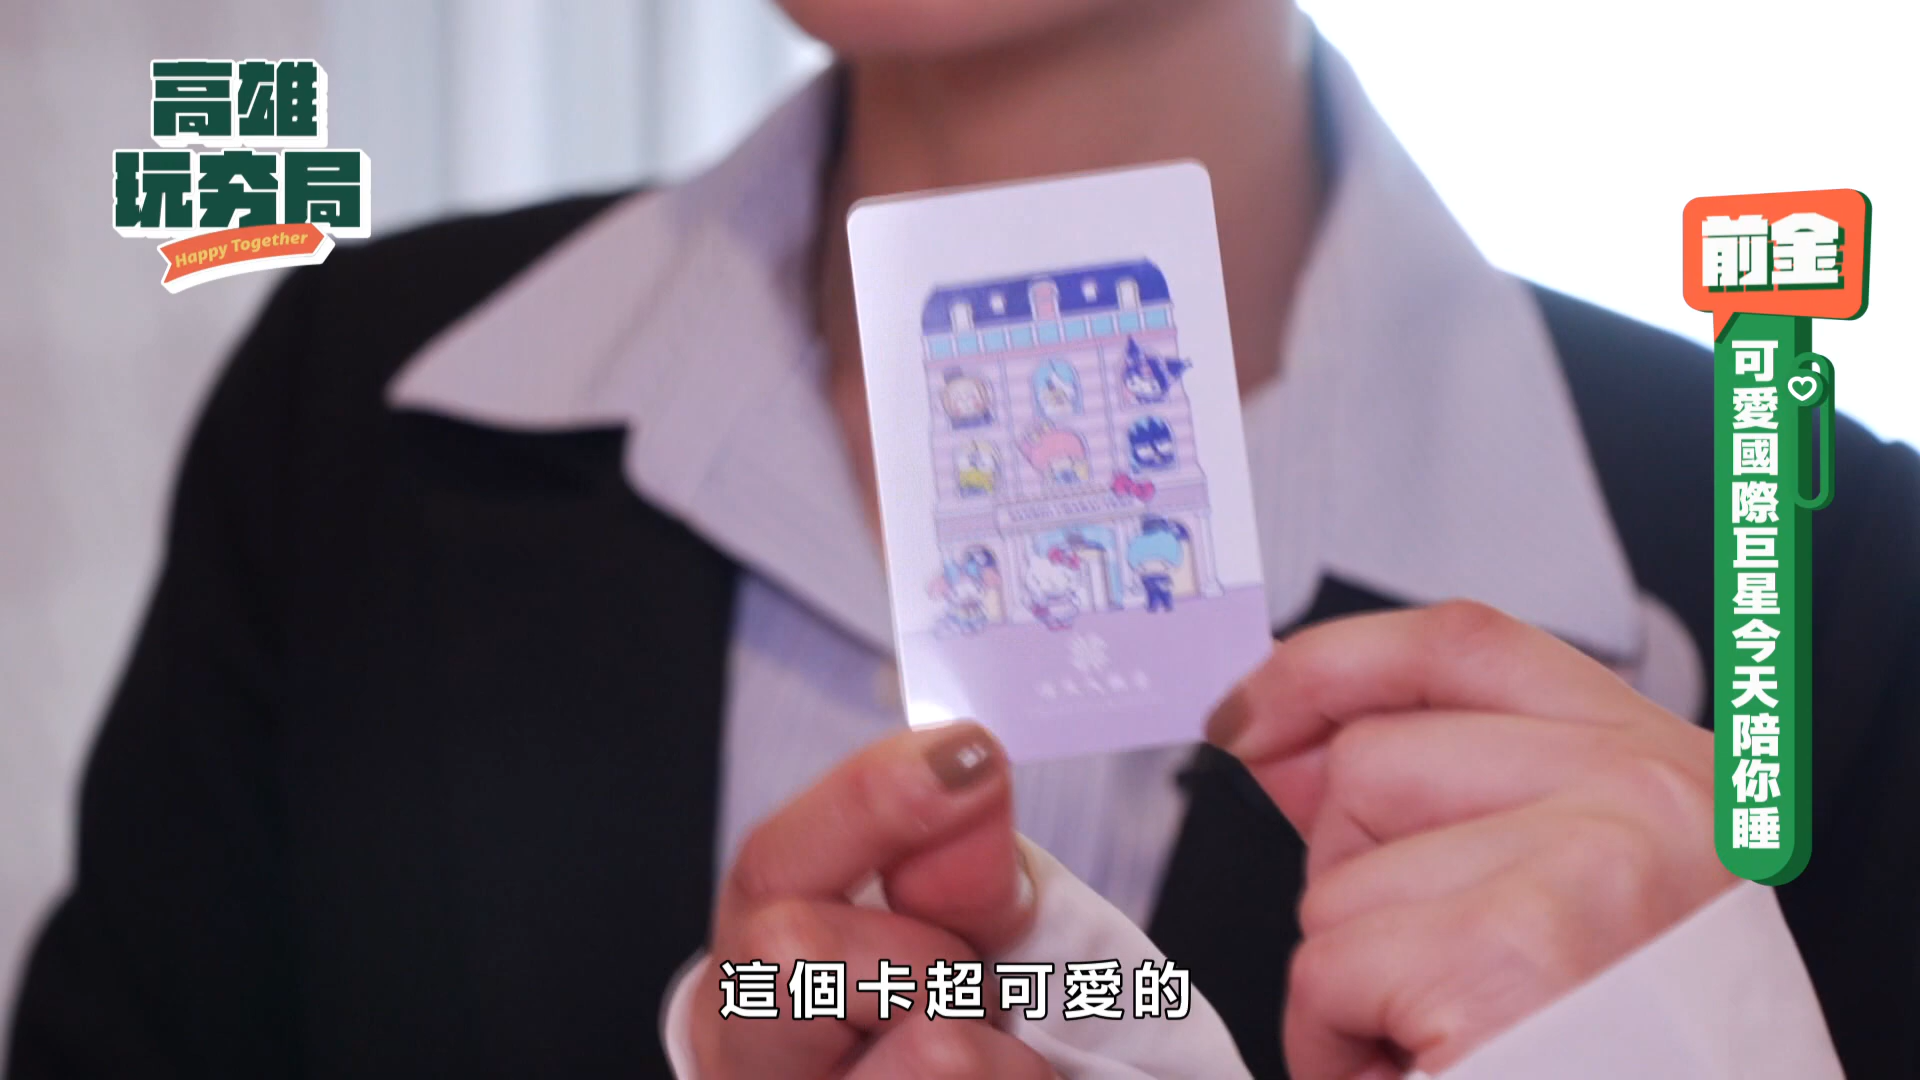 高雄
玩夯局
Happy Together
前金
可愛國際巨星今天陪你睡
這個卡超可愛的